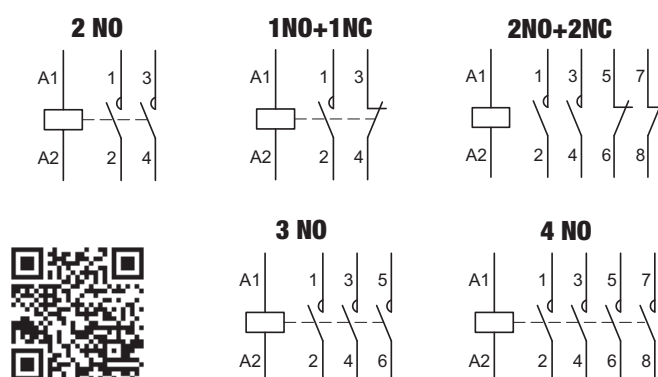 2 NO
A1 1 3
A2 2 4
1NO+1NC
A1 1 3
A2 2 4
2NO+2NC
A1 1 3 5 7
A2 2 4 6 8
3 NO
A1 1 3 5
A2 2 4 6
4 NO
A1 1 3 5 7
A2 2 4 6 8